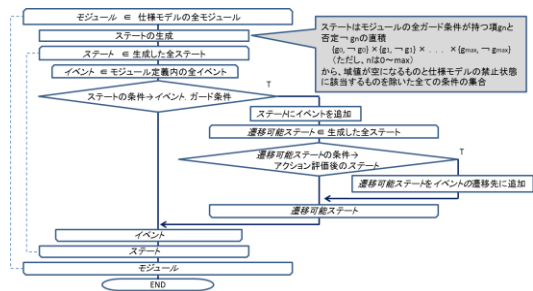 モジュール ∈ 仕様モデルの全モジュール
ステートの生成
ステートはモジュールの全ガード条件が持つ項gnと
否定￢gnの直積
{g₀,￢g₀}×{g₁,￢g₁}×...×{gmax,￢gmax}
(ただし、nは0～max)
から、域値が空になるものと仕様モデルの禁止状態
に該当するものを除いた全ての条件の集合
ステート ∈ 生成した全ステート
イベント ∈ モジュール定義内の全イベント
T
ステートの条件→イベント.ガード条件
ステートにイベントを追加
遷移可能ステート ∈ 生成した全ステート
T
遷移可能ステートの条件→
アクション評価後のステート
遷移可能ステートをイベントの遷移先に追加
遷移可能ステート
イベント
ステート
モジュール
END